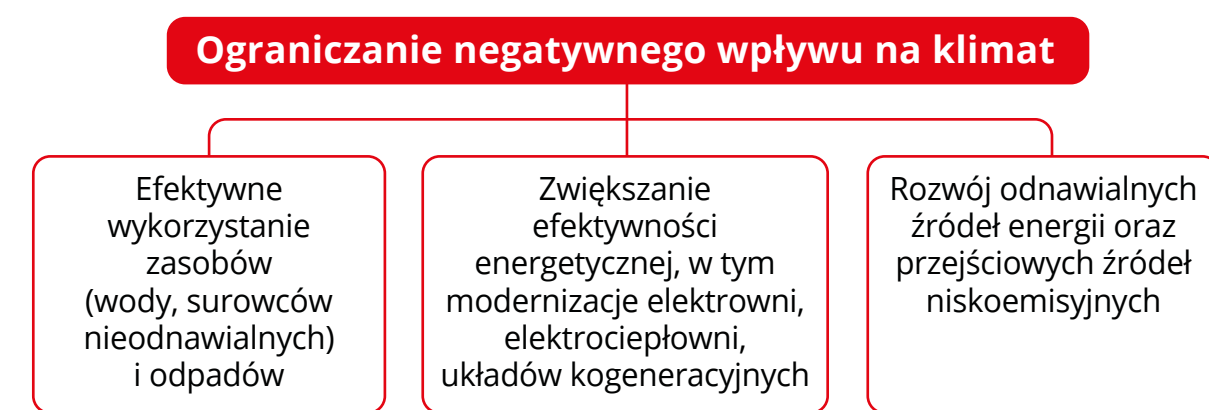 Ograniczanie negatywnego wpływu na klimat
Efektywne
wykorzystanie
zasobów
(wody, surowców
nieodnawialnych)
i odpadów
Zwiększanie
efektywności
energetycznej, w tym
modernizacje elektrowni,
elektrociepłowni,
układów kogeneracyjnych
Rozwój odnawialnych
źródeł energii oraz
przejściowych źródeł
niskoemisyjnych